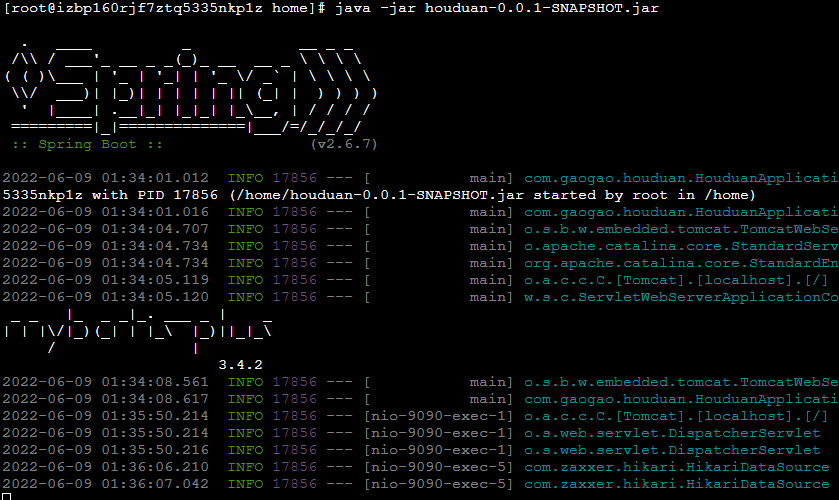 [root@izbp160rjf7ztq5335nkp1z home]# java -jar houduan-0.0.1-SNAPSHOT.jar
Spring
:: Spring Boot :: (v2.6.7)
2022-06-09 01:34:01.012 INFO 17856 --- [ main] com.gaogao.houduan.HouduanApplicati
5335nkp1z with PID 17856 (/home/houduan-0.0.1-SNAPSHOT.jar started by root in /home)
2022-06-09 01:34:01.016 INFO 17856 --- [ main] com.gaogao.houduan.HouduanApplicati
2022-06-09 01:34:04.707 INFO 17856 --- [ main] o.s.b.w.embedded.tomcat.TomcatWebSe
2022-06-09 01:34:04.734 INFO 17856 --- [ main] o.apache.catalina.core.StandardServ
2022-06-09 01:34:04.734 INFO 17856 --- [ main] org.apache.catalina.core.StandardEn
2022-06-09 01:34:05.119 INFO 17856 --- [ main] o.a.c.c.C.[Tomcat].[localhost].[/]
2022-06-09 01:34:05.120 INFO 17856 --- [ main] w.s.c.ServletWebServerApplicationCo
mybatis plus
3.4.2
2022-06-09 01:34:08.561 INFO 17856 --- [ main] o.s.b.w.embedded.tomcat.TomcatWebSe
2022-06-09 01:34:08.617 INFO 17856 --- [ main] com.gaogao.houduan.HouduanApplicati
2022-06-09 01:35:50.214 INFO 17856 --- [nio-9090-exec-1] o.a.c.c.C.[Tomcat].[localhost].[/]
2022-06-09 01:35:50.214 INFO 17856 --- [nio-9090-exec-1] o.s.web.servlet.DispatcherServlet
2022-06-09 01:35:50.216 INFO 17856 --- [nio-9090-exec-1] o.s.web.servlet.DispatcherServlet
2022-06-09 01:36:06.210 INFO 17856 --- [nio-9090-exec-5] com.zaxxer.hikari.HikariDataSource
2022-06-09 01:36:07.042 INFO 17856 --- [nio-9090-exec-5] com.zaxxer.hikari.HikariDataSource